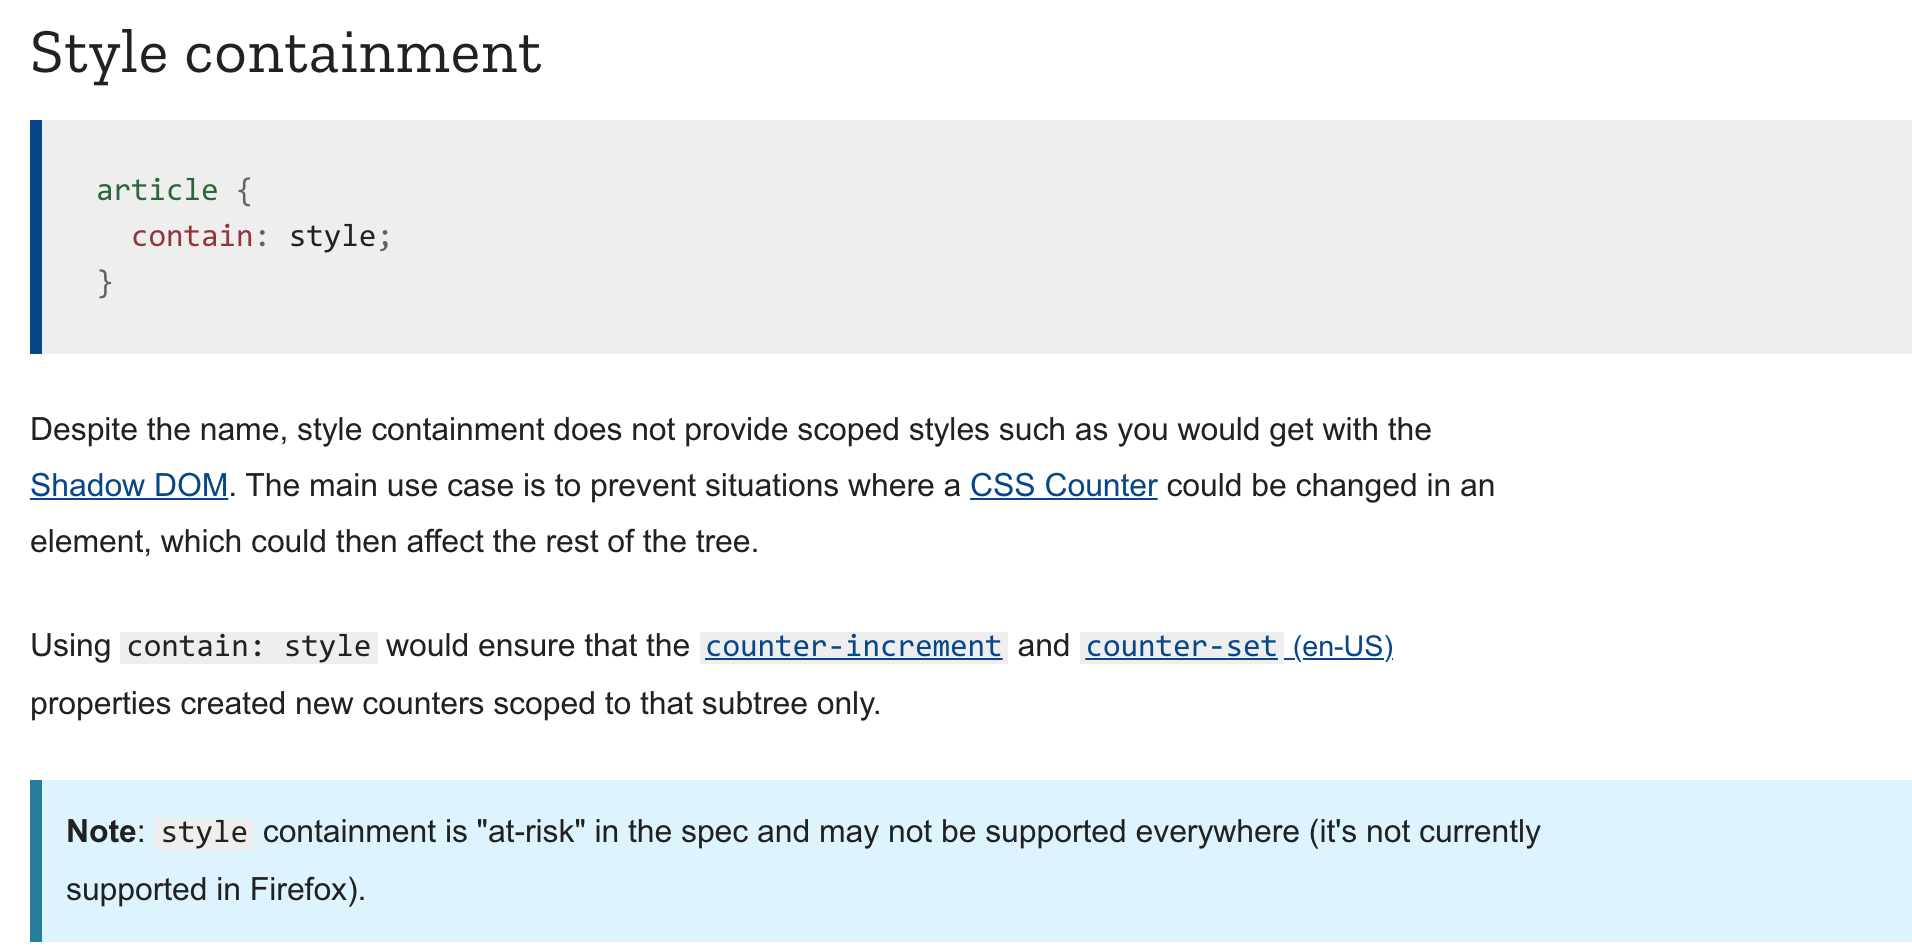 Style containment
article {
  contain: style;
}
Despite the name, style containment does not provide scoped styles such as you would get with the
Shadow DOM. The main use case is to prevent situations where a CSS Counter could be changed in an
element, which could then affect the rest of the tree.
Using contain: style would ensure that the counter-increment and counter-set (en-US)
properties created new counters scoped to that subtree only.
Note: style containment is "at-risk" in the spec and may not be supported everywhere (it's not currently
supported in Firefox).